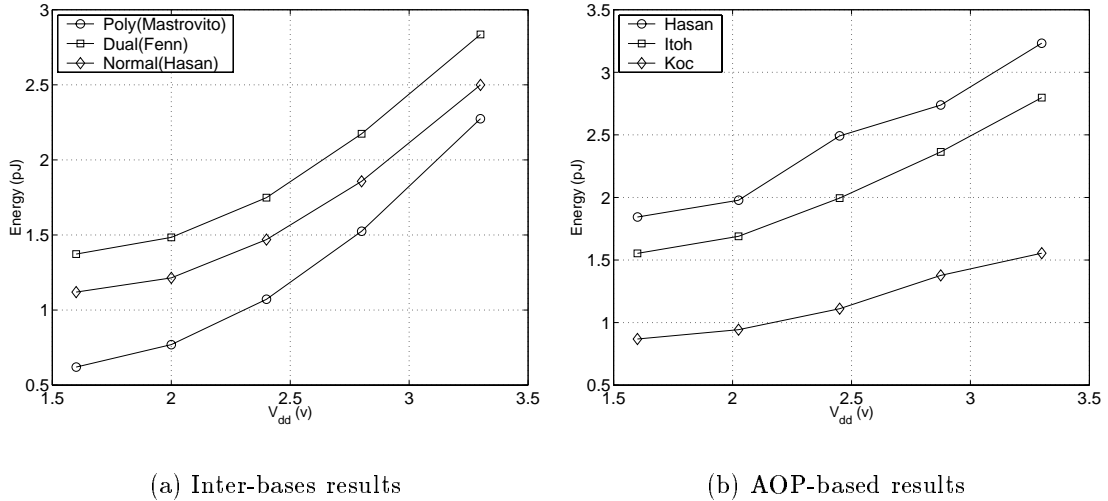 3
2.5
2
1.5
1
0.5
Energy (pJ)
Poly(Mastrovito)
Dual(Fenn)
Normal(Hasan)
1.5 2 2.5 3 3.5
Vdd (v)
(a) Inter-bases results
3.5
3
2.5
2
1.5
1
0.5
Energy (pJ)
Hasan
Itoh
Koc
1.5 2 2.5 3 3.5
Vdd (v)
(b) AOP-based results